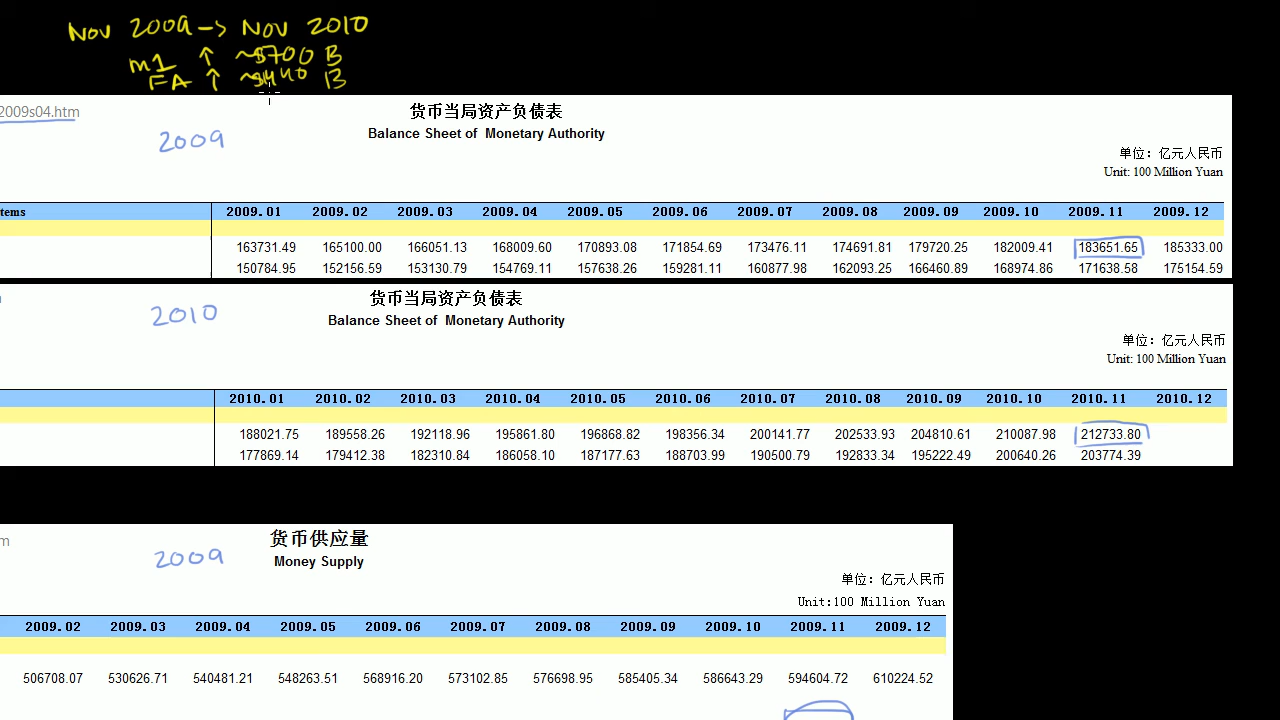 Nov 2009 → Nov 2010
m1 ↑ ~$700 B
FA ↑ ~$440 B
2009s04.htm
货币当局资产负债表
2009
Balance Sheet of Monetary Authority
单位：亿元人民币
Unit: 100 Million Yuan
tems 2009.01 2009.02 2009.03 2009.04 2009.05 2009.06 2009.07 2009.08 2009.09 2009.10 2009.11 2009.12
163731.49 165100.00 166051.13 168009.60 170893.08 171854.69 173476.11 174691.81 179720.25 182009.41 183651.65 185333.00
150784.95 152156.59 153130.79 154769.11 157638.26 159281.11 160877.98 162093.25 166460.89 168974.86 171638.58 175154.59
货币当局资产负债表
2010
Balance Sheet of Monetary Authority
单位：亿元人民币
Unit: 100 Million Yuan
2010.01 2010.02 2010.03 2010.04 2010.05 2010.06 2010.07 2010.08 2010.09 2010.10 2010.11 2010.12
188021.75 189558.26 192118.96 195861.80 196868.82 198356.34 200141.77 202533.93 204810.61 210087.98 212733.80
177869.14 179412.38 182310.84 186058.10 187177.63 188703.99 190500.79 192833.34 195222.49 200640.26 203774.39
m
货币供应量
2009
Money Supply
单位：亿元人民币
Unit:100 Million Yuan
2009.02 2009.03 2009.04 2009.05 2009.06 2009.07 2009.08 2009.09 2009.10 2009.11 2009.12
506708.07 530626.71 540481.21 548263.51 568916.20 573102.85 576698.95 585405.34 586643.29 594604.72 610224.52